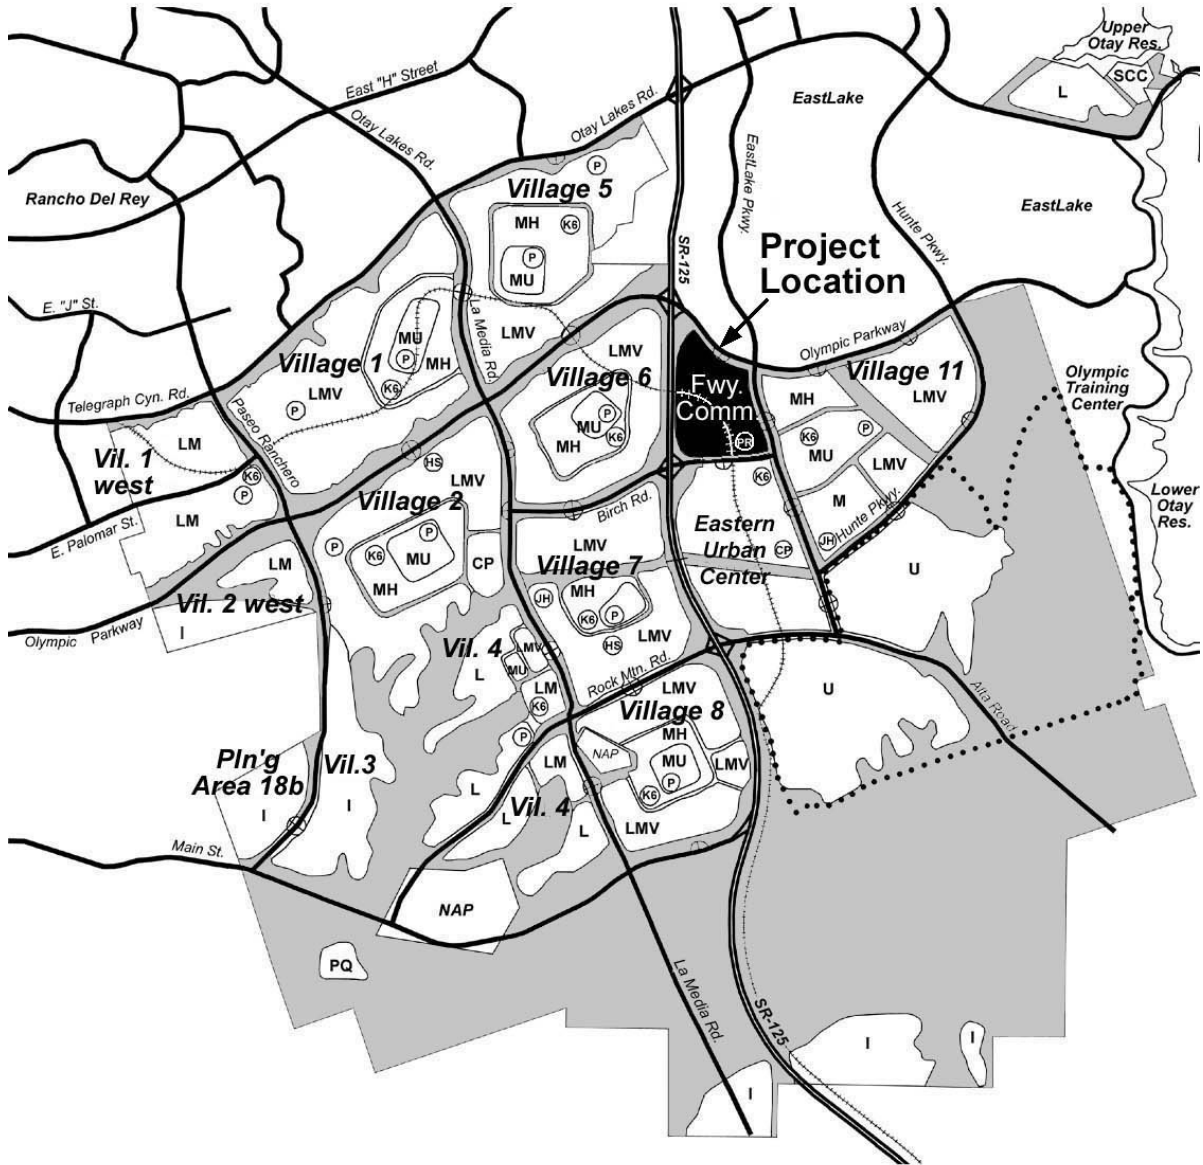 Upper
Otay Res.
SCC
L
East "H" Street
Otay Lakes Rd.
EastLake
Otay Lakes Rd.
EastLake Pkwy.
P
Village 5
Rancho Del Rey
EastLake
Hunte Pkwy.
MH
K6
SR-125
Project
Location
P
MU
E. "J" St.
La Media Rd.
LMV
MU
P
MH
Village 1
LMV
K6
P
LMV
Village 6
Olympic Parkway
Village 11
LMV
Olympic
Training
Center
Fwy.
Comm.
PR
MH
Telegraph Cyn. Rd.
Paseo Ranchero
LM
Vil. 1
west
P
MU
K6
MH
K6
P
MU
LMV
HS
LMV
K6
P
K6
M
Lower
Otay
Res.
Village 2
Birch Rd.
LM
E. Palomar St.
Eastern
Urban
Center
CP
Hunte Pkwy.
JH
P
K6
P
MU
MH
CP
LMV
Village 7
MH
U
LM
Vil. 2 west
I
Olympic Parkway
JH
K6
P
HS
LMV
Vil. 4
L
LMV
MU
LM
K6
P
Rock Mtn. Rd.
LMV
U
Alta Road
Village 8
MH
NAP
MU
P
K6
LMV
Pln'g
Area 18b
I
Vil.3
I
LM
L
Vil. 4
L
L
LMV
Main St.
NAP
PQ
La Media Rd.
SR-125
I
I
I